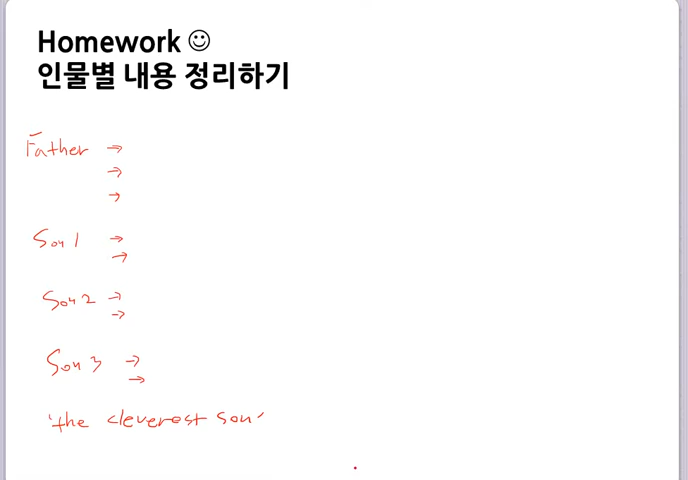 Homework ☺
인물별 내용 정리하기
Father →
→
→
Son 1 →
→
Son 2 →
→
Son 3 →
→
'the cleverest son'